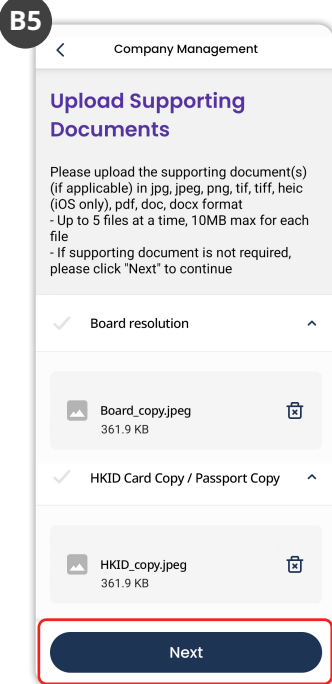 B5
Company Management
Upload Supporting
Documents
Please upload the supporting document(s)
(if applicable) in jpg, jpeg, png, tif, tiff, heic
(iOS only), pdf, doc, docx format
- Up to 5 files at a time, 10MB max for each
file
- If supporting document is not required,
please click "Next" to continue
Board resolution
Board_copy.jpeg
361.9 KB
HKID Card Copy / Passport Copy
HKID_copy.jpeg
361.9 KB
Next